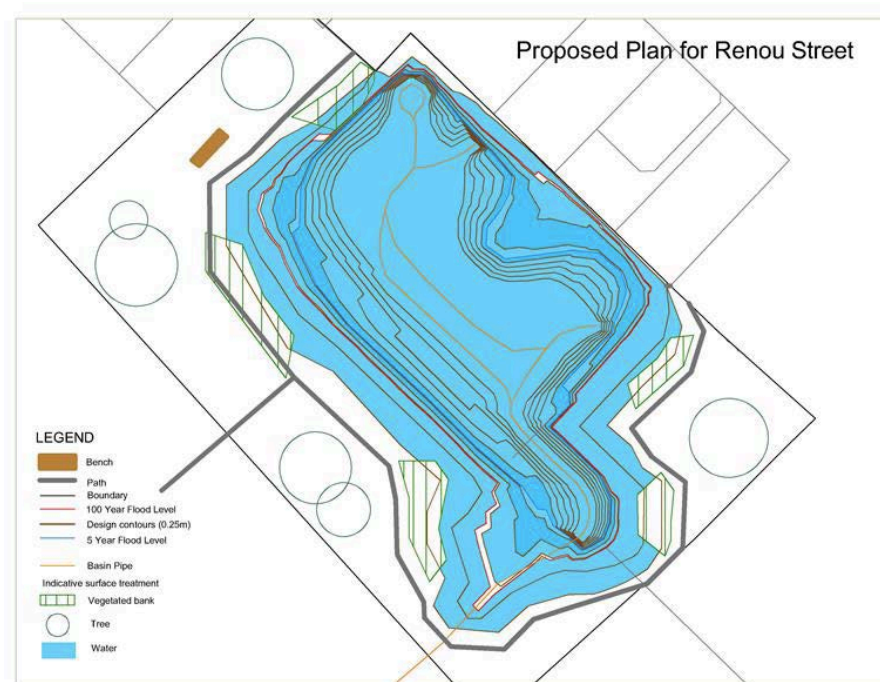 Proposed Plan for Renou Street
LEGEND
Bench
Path
Boundary
100 Year Flood Level
Design contours (0.25m)
5 Year Flood Level
Basin Pipe
Indicative surface treatment
Vegetated bank
Tree
Water